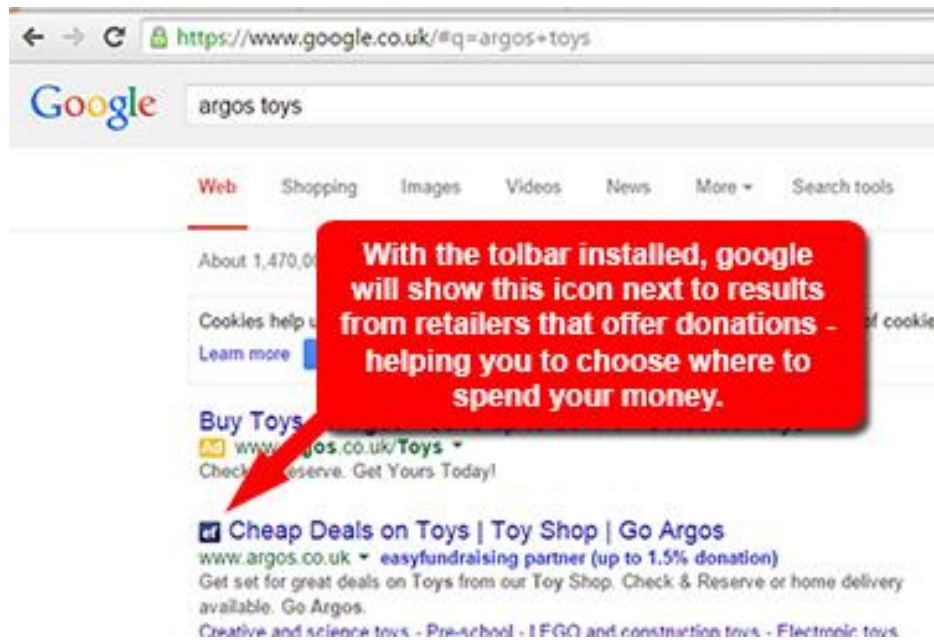 https://www.google.co.uk/#q=argos+toys
Google
argos toys
Web Shopping Images Videos News More Search tools
About 1,470,0
With the tolbar installed, google
will show this icon next to results
from retailers that offer donations -
helping you to choose where to
spend your money.
Cookies help of cookie
Learn more
Buy Toys
Ad www.argos.co.uk/Toys
Check Reserve. Get Yours Today!
Cheap Deals on Toys | Toy Shop | Go Argos
www.argos.co.uk easyfundraising partner (up to 1.5% donation)
Get set for great deals on Toys from our Toy Shop. Check & Reserve or home delivery
available. Go Argos.
Creative and science toys - Pre-school - LEGO and construction toys - Electronic toys